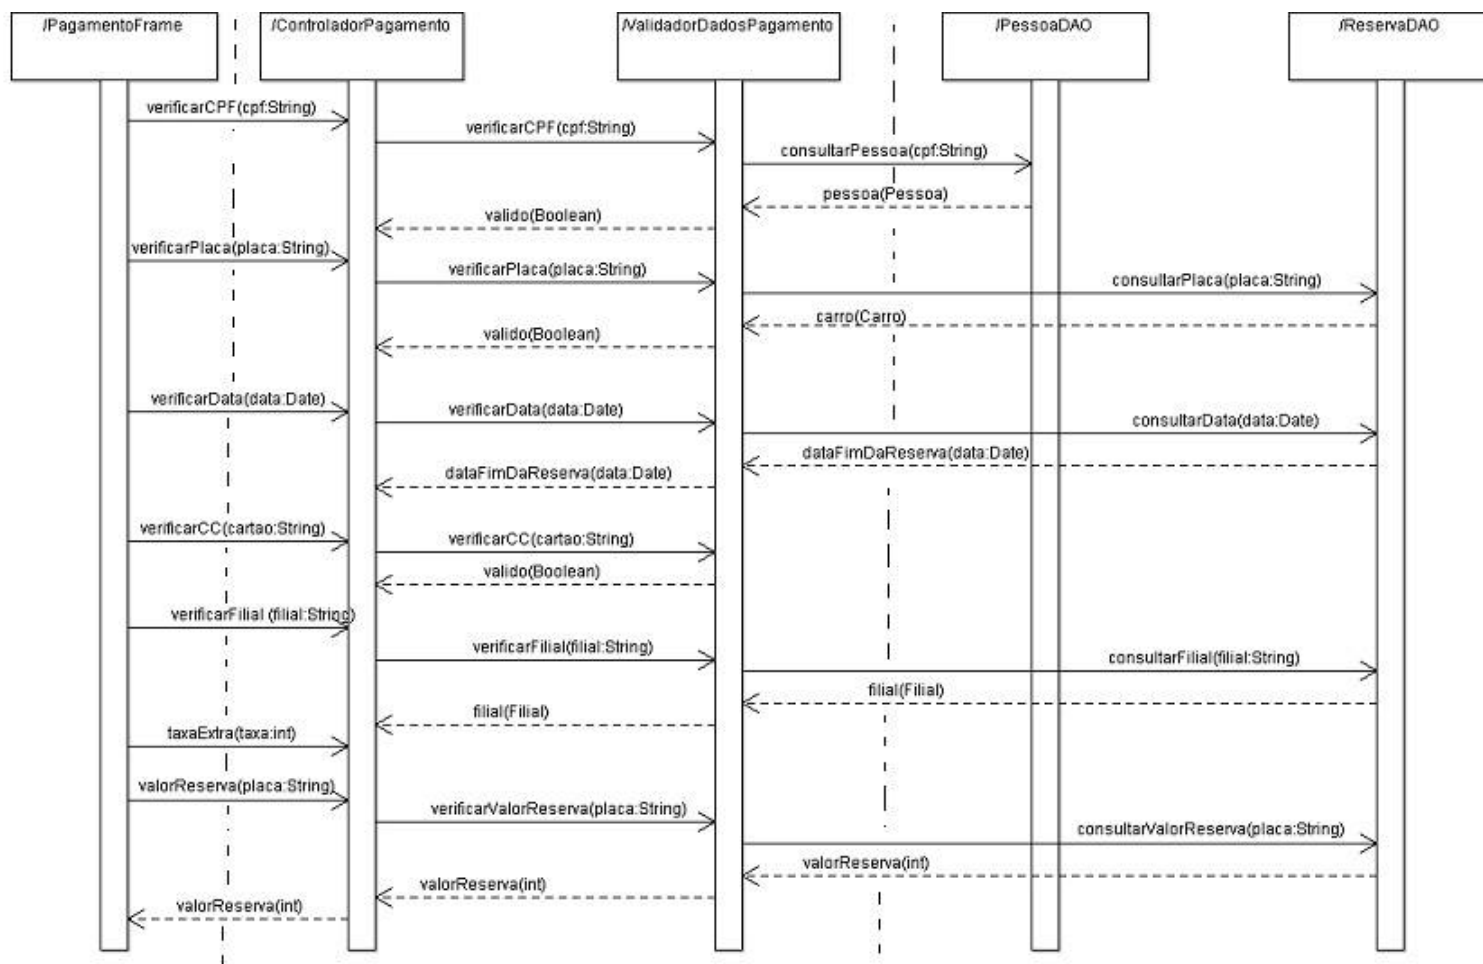 /PagamentoFrame
/ControladorPagamento
/ValidadorDadosPagamento
/PessoaDAO
/ReservaDAO
verificarCPF(cpf:String)
verificarCPF(cpf:String)
consultarPessoa(cpf:String)
pessoa(Pessoa)
valido(Boolean)
verificarPlaca(placa:String)
verificarPlaca(placa:String)
consultarPlaca(placa:String)
carro(Carro)
valido(Boolean)
verificarData(data:Date)
verificarData(data:Date)
consultarData(data:Date)
dataFimDaReserva(data:Date)
dataFimDaReserva(data:Date)
verificarCC(cartao:String)
verificarCC(cartao:String)
valido(Boolean)
verificarFilial (filial:String)
verificarFilial(filial:String)
consultarFilial(filial:String)
filial(Filial)
filial(Filial)
taxaExtra(taxa:int)
valorReserva(placa:String)
verificarValorReserva(placa:String)
consultarValorReserva(placa:String)
valorReserva(int)
valorReserva(int)
valorReserva(int)